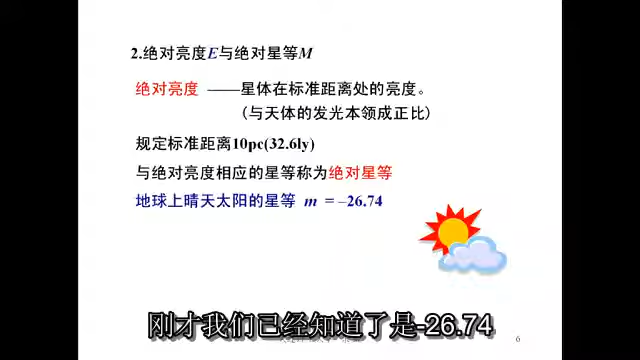 2.绝对亮度E与绝对星等M
绝对亮度 ——星体在标准距离处的亮度。
(与天体的发光本领成正比)
规定标准距离10pc(32.6ly)
与绝对亮度相应的星等称为绝对星等
地球上晴天太阳的星等 m = –26.74
刚才我们已经知道了是-26.74
6